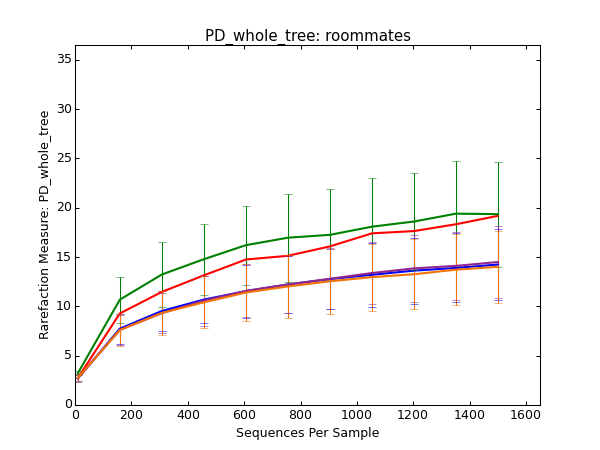 PD_whole_tree: roommates
35
30
25
20
15
10
5
0
Rarefaction Measure: PD_whole_tree
0 200 400 600 800 1000 1200 1400 1600
Sequences Per Sample